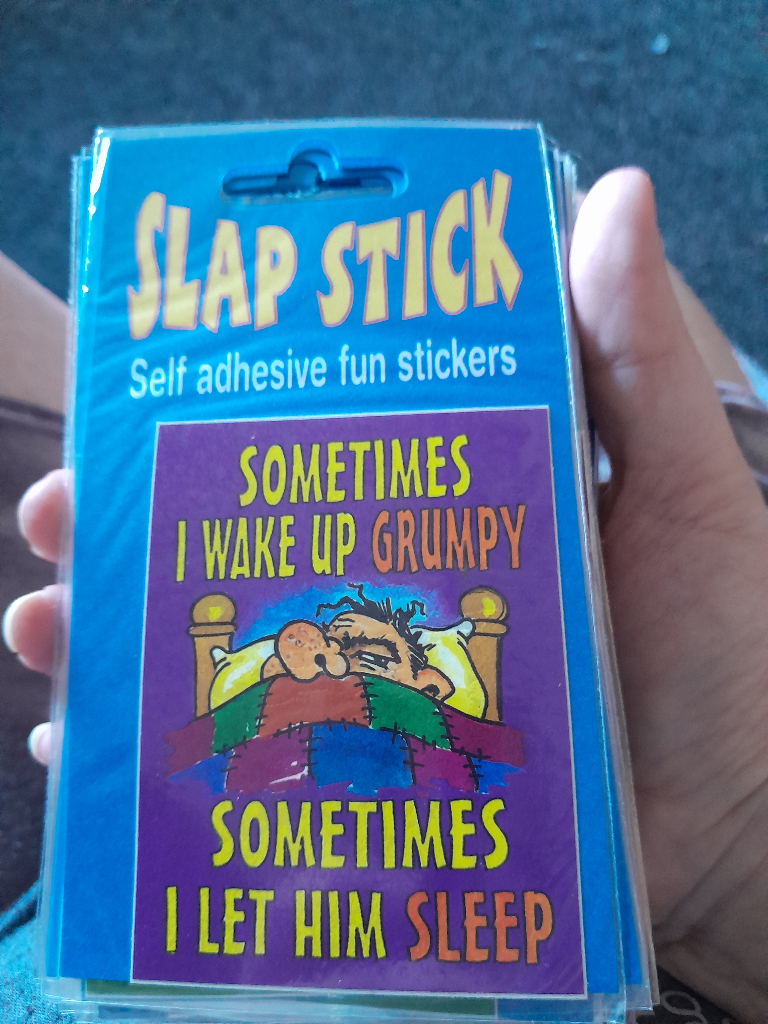 SLAP STICK
Self adhesive fun stickers
SOMETIMES
I WAKE UP GRUMPY
SOMETIMES
I LET HIM SLEEP